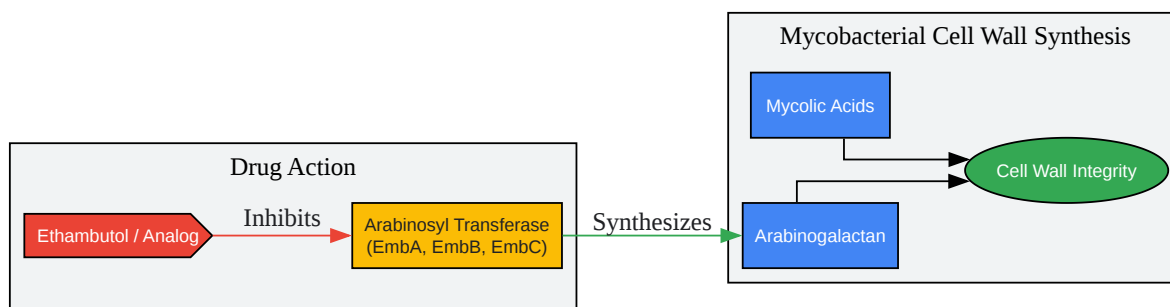 Mycobacterial Cell Wall Synthesis
Mycolic Acids
Cell Wall Integrity
Arabinogalactan
Drug Action
Ethambutol / Analog
Inhibits
Arabinosyl Transferase
(EmbA, EmbB, EmbC)
Synthesizes